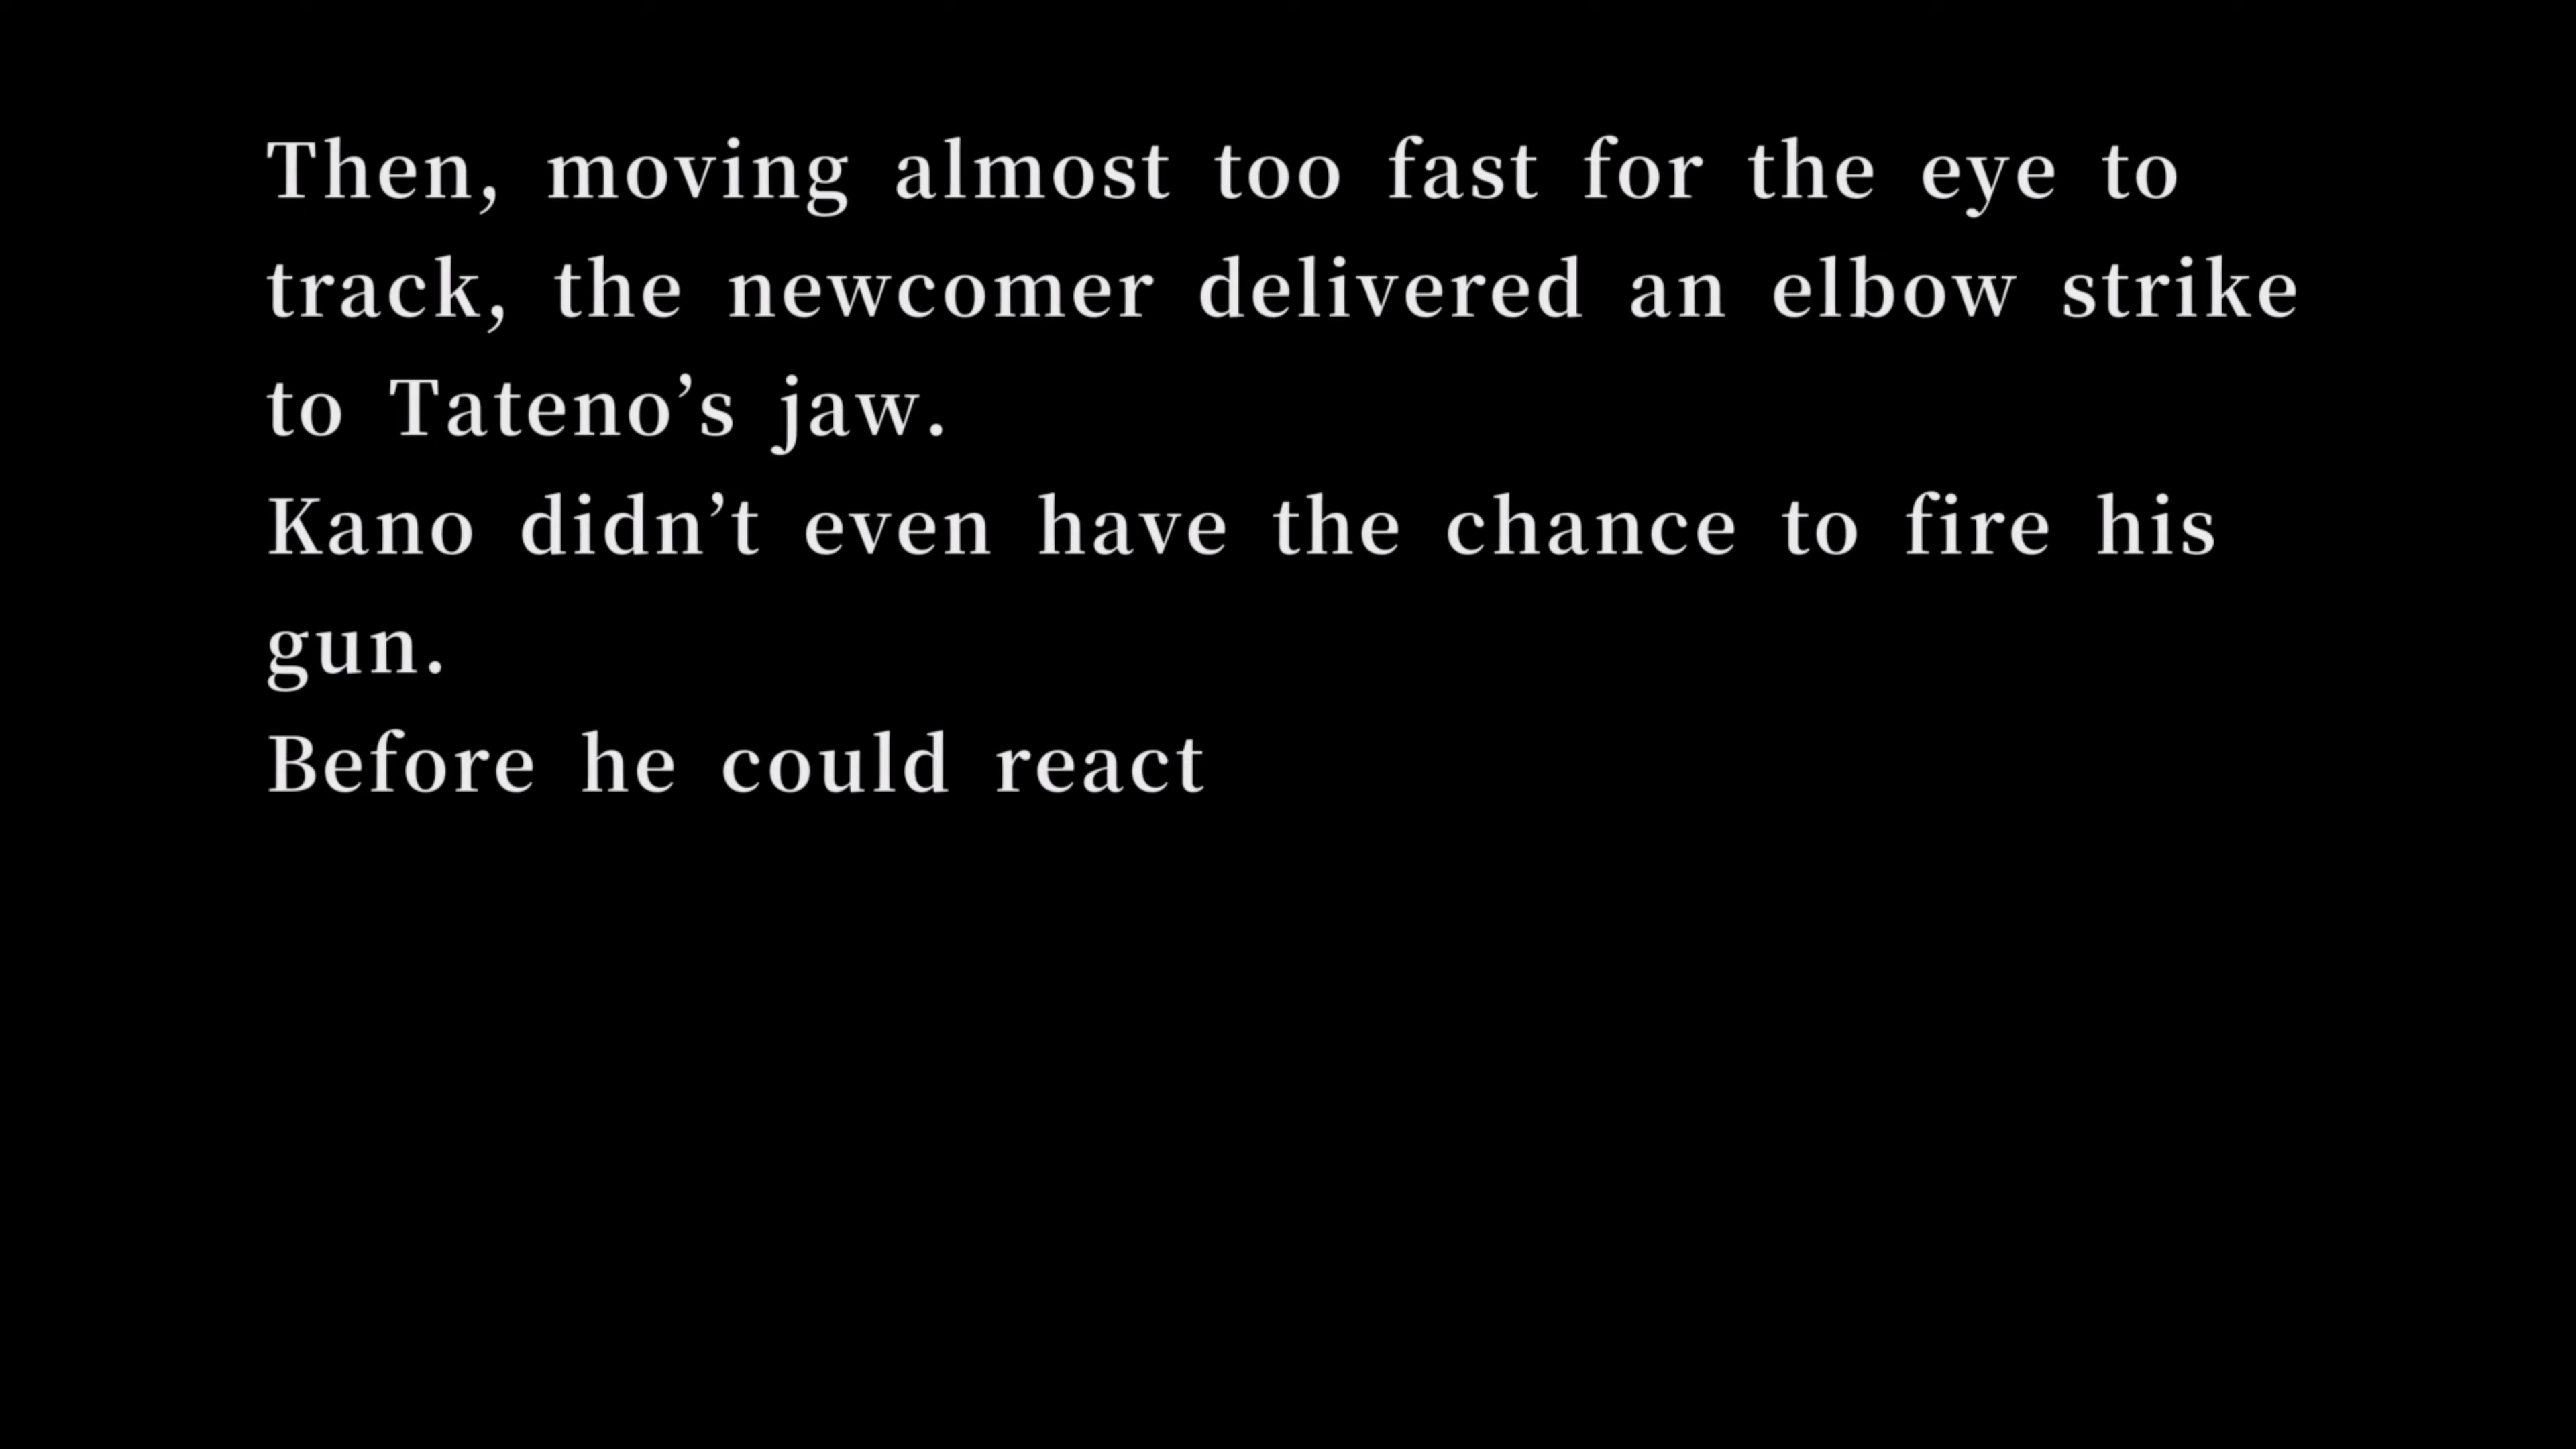 Then, moving almost too fast for the eye to
track, the newcomer delivered an elbow strike
to Tateno’s jaw.
Kano didn’t even have the chance to fire his
gun.
Before he could react